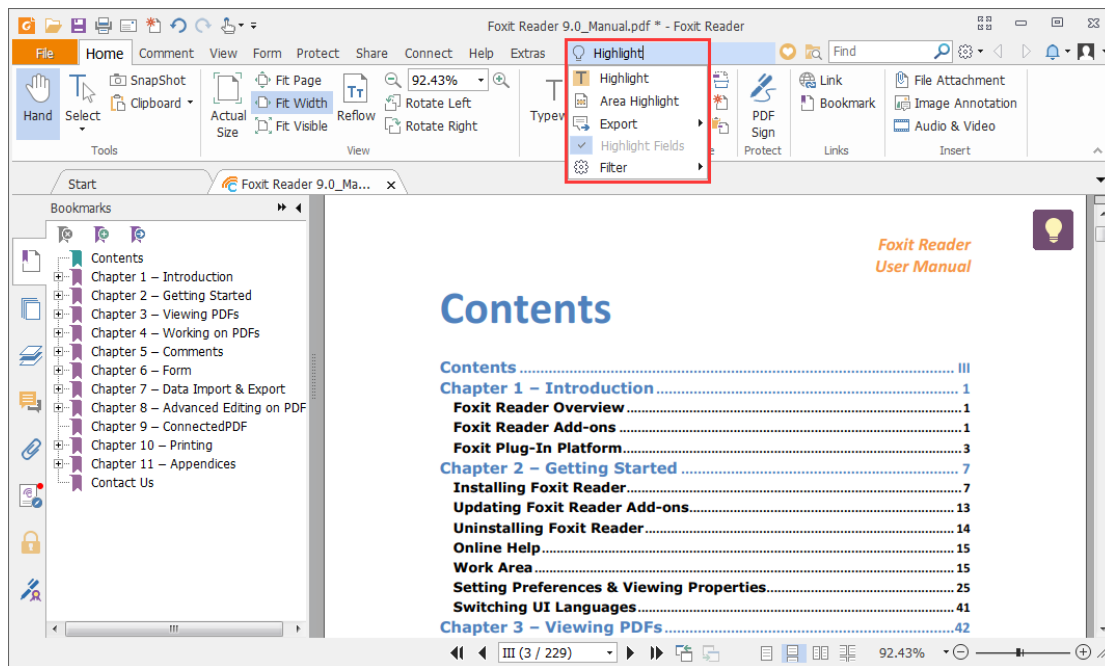 Foxit Reader 9.0_Manual.pdf * - Foxit Reader
File Home Comment View Form Protect Share Connect Help Extras Highlight Find
Hand
Select
SnapShot
Clipboard
Tools
Actual
Size
Fit Page
Fit Width
Fit Visible
Reflow
92.43%
Rotate Left
Rotate Right
View
Typew
Highlight
Area Highlight
Export
Highlight Fields
Filter
PDF
Sign
Protect
Link
Bookmark
Links
File Attachment
Image Annotation
Audio & Video
Insert
Start
Foxit Reader 9.0_Ma...
Bookmarks
Contents
Chapter 1 – Introduction
Chapter 2 – Getting Started
Chapter 3 – Viewing PDFs
Chapter 4 – Working on PDFs
Chapter 5 – Comments
Chapter 6 – Form
Chapter 7 – Data Import & Export
Chapter 8 – Advanced Editing on PDF
Chapter 9 – ConnectedPDF
Chapter 10 – Printing
Chapter 11 – Appendices
Contact Us
Foxit Reader
User Manual
Contents
Contents ... III
Chapter 1 – Introduction ... 1
Foxit Reader Overview ... 1
Foxit Reader Add-ons ... 1
Foxit Plug-In Platform ... 3
Chapter 2 – Getting Started ... 7
Installing Foxit Reader ... 7
Updating Foxit Reader Add-ons ... 13
Uninstalling Foxit Reader ... 14
Online Help ... 15
Work Area ... 15
Setting Preferences & Viewing Properties ... 25
Switching UI Languages ... 41
Chapter 3 – Viewing PDFs ... 42
III (3 / 229)
92.43%